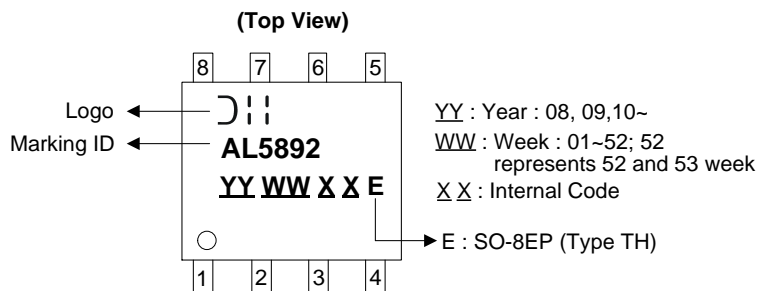 (Top View)
8 7 6 5
Logo
Marking ID
AL5892
YY WW X X E
YY : Year : 08, 09,10~
WW : Week : 01~52; 52
represents 52 and 53 week
X X : Internal Code
E : SO-8EP (Type TH)
1 2 3 4